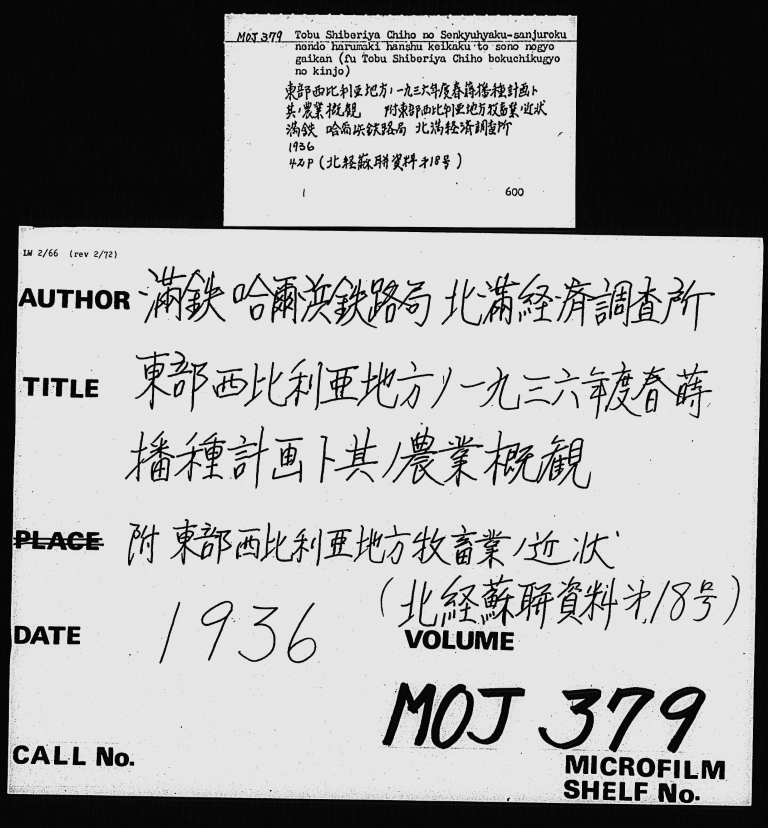 MOJ 379 Tobu Shiberiya Chiho no Senkyuhyaku-sanjuroku
nendo harumaki hanshu keikaku to sono nogyo
gaikan (fu Tobu Shiberiya Chiho bokuchikugyo
no kinjo)
東部西比利亜地方ノ一九三六年度春蒔播種計画ト
其ノ農業概観 附東部西比利亜地方牧畜業ノ近状
満鉄 哈爾浜鉄路局 北満経済調査所
1936
(北経蘇聯資料才18号)
1 600
LW 2/66 (rev 2/72)
AUTHOR 満鉄 哈爾浜鉄路局 北満経済調査所
TITLE 東部西比利亜地方ノ一九三六年度春蒔
播種計画ト其ノ農業概観
PLACE 附 東部西比利亜地方牧畜業ノ近状
(北経蘇聯資料才18号)
DATE 1936 VOLUME
MOJ 379
CALL No. MICROFILM
SHELF No.